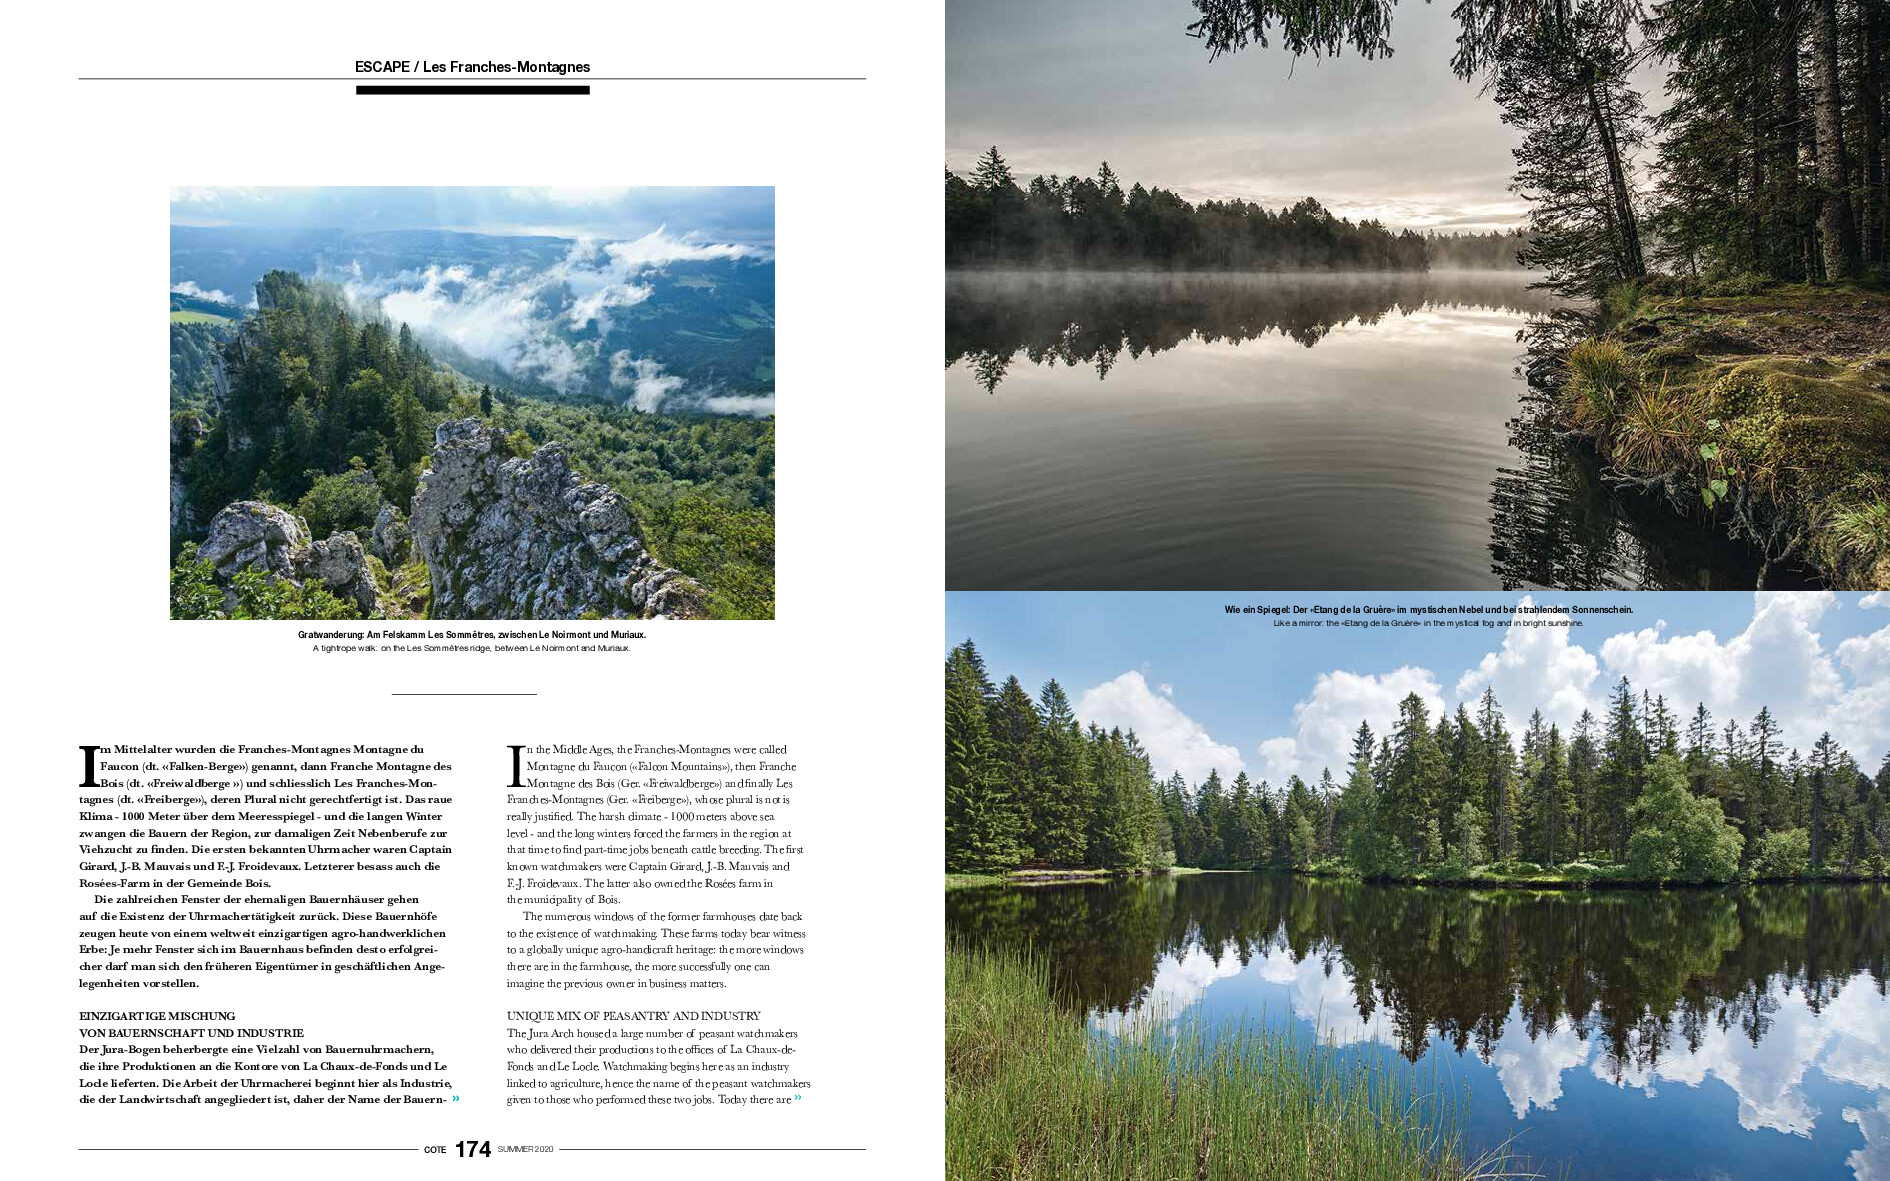 ESCAPE / Les Franches-Montagnes
Gratwanderung: Am Felskamm Les Sommêtres, zwischen Le Noirmont und Muriaux.
A tightrope walk: on the Les Sommêtres ridge, between Le Noirmont and Muriaux.
Im Mittelalter wurden die Franches-Montagnes Montagne du
Faucon (dt. «Falken-Berge») genannt, dann Franche Montagne des
Bois (dt. «Freiwaldberge ») und schliesslich Les Franches-Mon-
tagnes (dt. «Freiberge»), deren Plural nicht gerechtfertigt ist. Das raue
Klima - 1000 Meter über dem Meeresspiegel - und die langen Winter
zwangen die Bauern der Region, zur damaligen Zeit Nebenberufe zur
Viehzucht zu finden. Die ersten bekannten Uhrmacher waren Captain
Girard, J.-B. Mauvais und F.-J. Froidevaux. Letzterer besass auch die
Rosées-Farm in der Gemeinde Bois.
Die zahlreichen Fenster der ehemaligen Bauernhäuser gehen
auf die Existenz der Uhrmachertätigkeit zurück. Diese Bauernhöfe
zeugen heute von einem weltweit einzigartigen agro-handwerklichen
Erbe: Je mehr Fenster sich im Bauernhaus befinden desto erfolgrei-
cher darf man sich den früheren Eigentümer in geschäftlichen Ange-
legenheiten vorstellen.
EINZIGARTIGE MISCHUNG
VON BAUERNSCHAFT UND INDUSTRIE
Der Jura-Bogen beherbergte eine Vielzahl von Bauernuhrmachern,
die ihre Produktionen an die Kontore von La Chaux-de-Fonds und Le
Locle lieferten. Die Arbeit der Uhrmacherei beginnt hier als Industrie,
die der Landwirtschaft angegliedert ist, daher der Name der Bauern- »
In the Middle Ages, the Franches-Montagnes were called
Montagne du Faucon («Falcon Mountains»), then Franche
Montagne des Bois (Ger. «Freiwaldberge») and finally Les
Franches-Montagnes (Ger. «Freiberge»), whose plural is not is
really justified. The harsh climate - 1000 meters above sea
level - and the long winters forced the farmers in the region at
that time to find part-time jobs beneath cattle breeding. The first
known watchmakers were Captain Girard, J.-B. Mauvais and
F.-J. Froidevaux. The latter also owned the Rosées farm in
the municipality of Bois.
The numerous windows of the former farmhouses date back
to the existence of watchmaking. These farms today bear witness
to a globally unique agro-handicraft heritage: the more windows
there are in the farmhouse, the more successfully one can
imagine the previous owner in business matters.
UNIQUE MIX OF PEASANTRY AND INDUSTRY
The Jura Arch housed a large number of peasant watchmakers
who delivered their productions to the offices of La Chaux-de-
Fonds and Le Locle. Watchmaking begins here as an industry
linked to agriculture, hence the name of the peasant watchmakers
given to those who performed these two jobs. Today there are »
COTE 174 SUMMER 2020
Wie ein Spiegel: Der «Etang de la Gruère» im mystischen Nebel und bei strahlendem Sonnenschein.
Like a mirror: the «Etang de la Gruère» in the mystical fog and in bright sunshine.